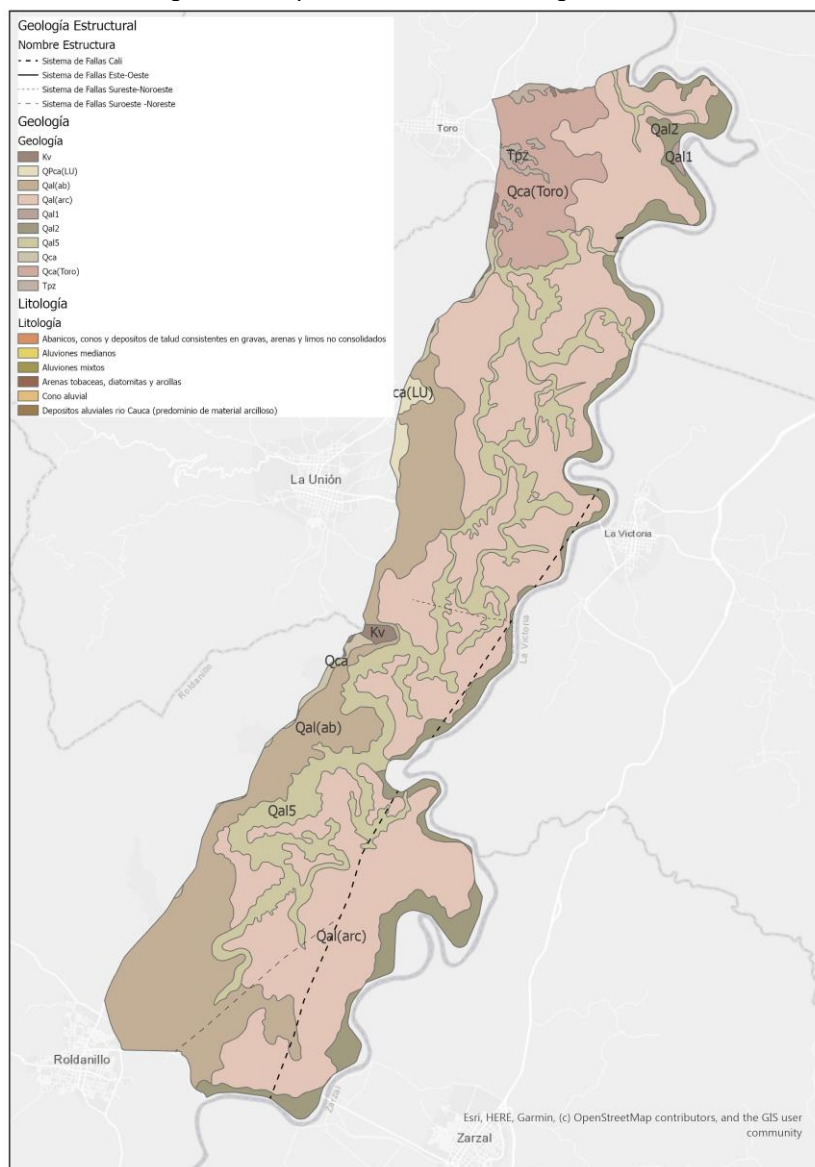 Geología Estructural
Nombre Estructura
Sistema de Fallas Cali
Sistema de Fallas Este-Oeste
Sistema de Fallas Sureste-Noroeste
Sistema de Fallas Suroeste -Noreste
Geología
Geología
Kv
QPca(LU)
Qal(ab)
Qal(arc)
Qal1
Qal2
Qal5
Qca
Qca(Toro)
Tpz
Litología
Litología
Abanicos, conos y depositos de talud consistentes en gravas, arenas y limos no consolidados
Aluviones medianos
Aluviones mixtos
Arenas tobaceas, diatomitas y arcillas
Cono aluvial
Depositos aluviales rio Cauca (predominio de material arcilloso)
Toro
Qal2
Tpz
Qal1
Qca(Toro)
ca(LU)
La Unión
La Victoria
Kv
La Victoria
Qca
Roldanillo
Qal(ab)
Qal5
Qal(arc)
Roldanillo
Zarzal
Esri, HERE, Garmin, (c) OpenStreetMap contributors, and the GIS user
community
Zarzal